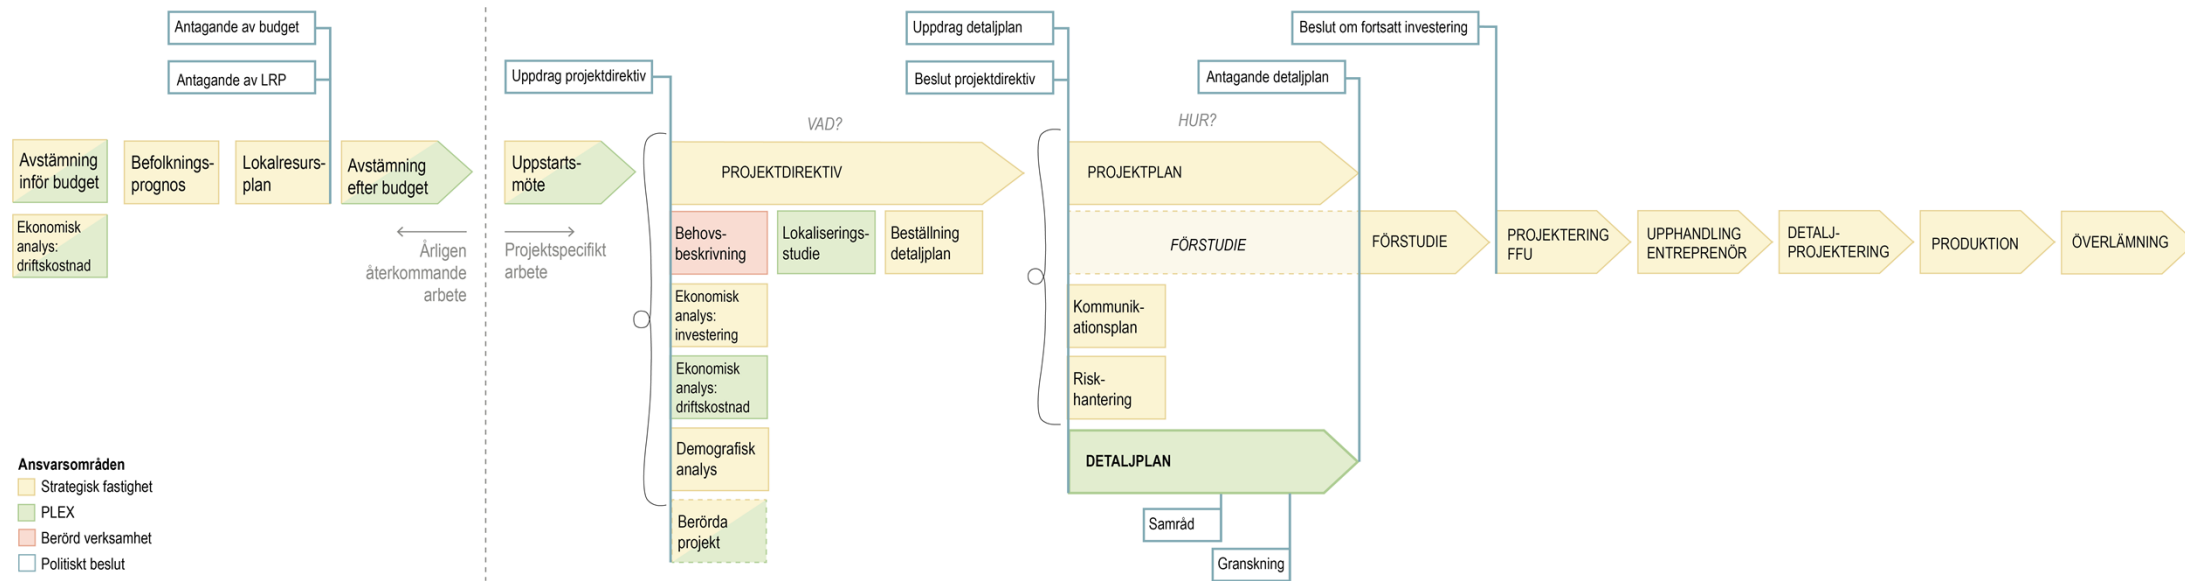 Antagande av budget
Antagande av LRP
Uppdrag projektdirektiv
Uppdrag detaljplan
Beslut projektdirektiv
Antagande detaljplan
Beslut om fortsatt investering
VAD?
HUR?
Avstämning
inför budget
Befolknings-
prognos
Lokalresurs-
plan
Avstämning
efter budget
Uppstarts-
möte
PROJEKTDIREKTIV
PROJEKTPLAN
Ekonomisk
analys:
driftskostnad
Årligen
återkommande
arbete
Projektspecifikt
arbete
Behovs-
beskrivning
Lokaliserings-
studie
Beställning
detaljplan
FÖRSTUDIE
FÖRSTUDIE
PROJEKTERING
FFU
UPPHANDLING
ENTREPRENÖR
DETALJ-
PROJEKTERING
PRODUKTION
ÖVERLÄMNING
Ekonomisk
analys:
investering
Kommunik-
ationsplan
Ekonomisk
analys:
driftskostnad
Risk-
hantering
Demografisk
analys
DETALJPLAN
Berörda
projekt
Samråd
Granskning
Ansvarsområden
Strategisk fastighet
PLEX
Berörd verksamhet
Politiskt beslut